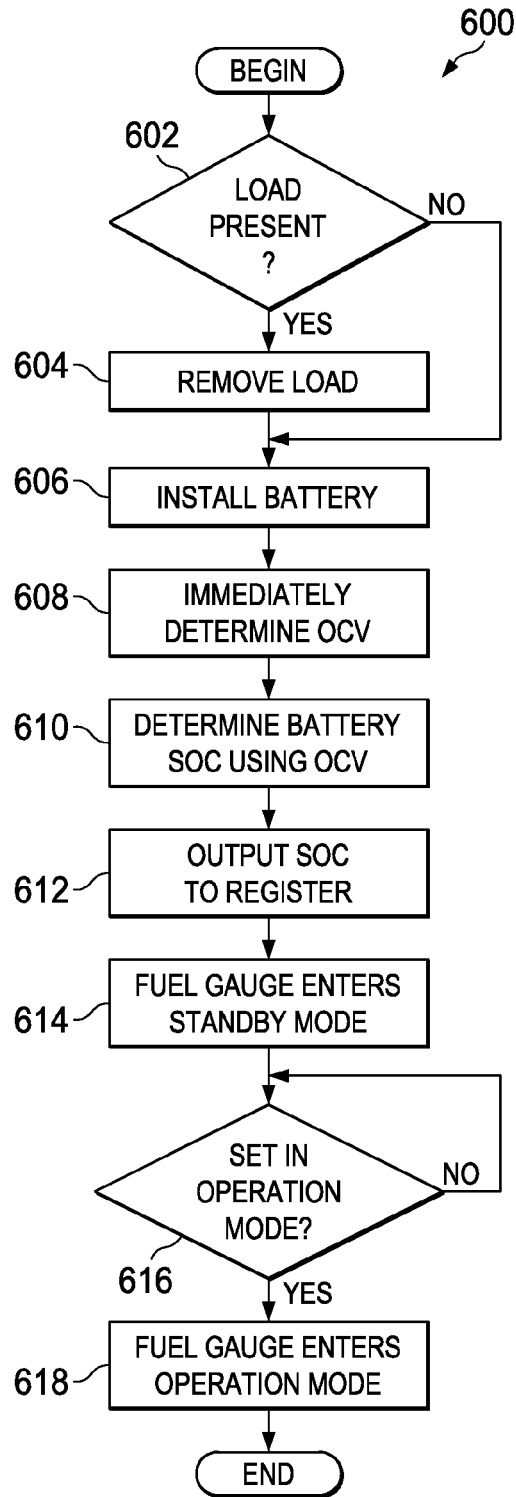 600
BEGIN
602
LOAD
PRESENT
?
NO
YES
604
REMOVE LOAD
606
INSTALL BATTERY
608
IMMEDIATELY
DETERMINE OCV
610
DETERMINE BATTERY
SOC USING OCV
612
OUTPUT SOC
TO REGISTER
614
FUEL GAUGE ENTERS
STANDBY MODE
SET IN
OPERATION
MODE?
NO
616
YES
618
FUEL GAUGE ENTERS
OPERATION MODE
END